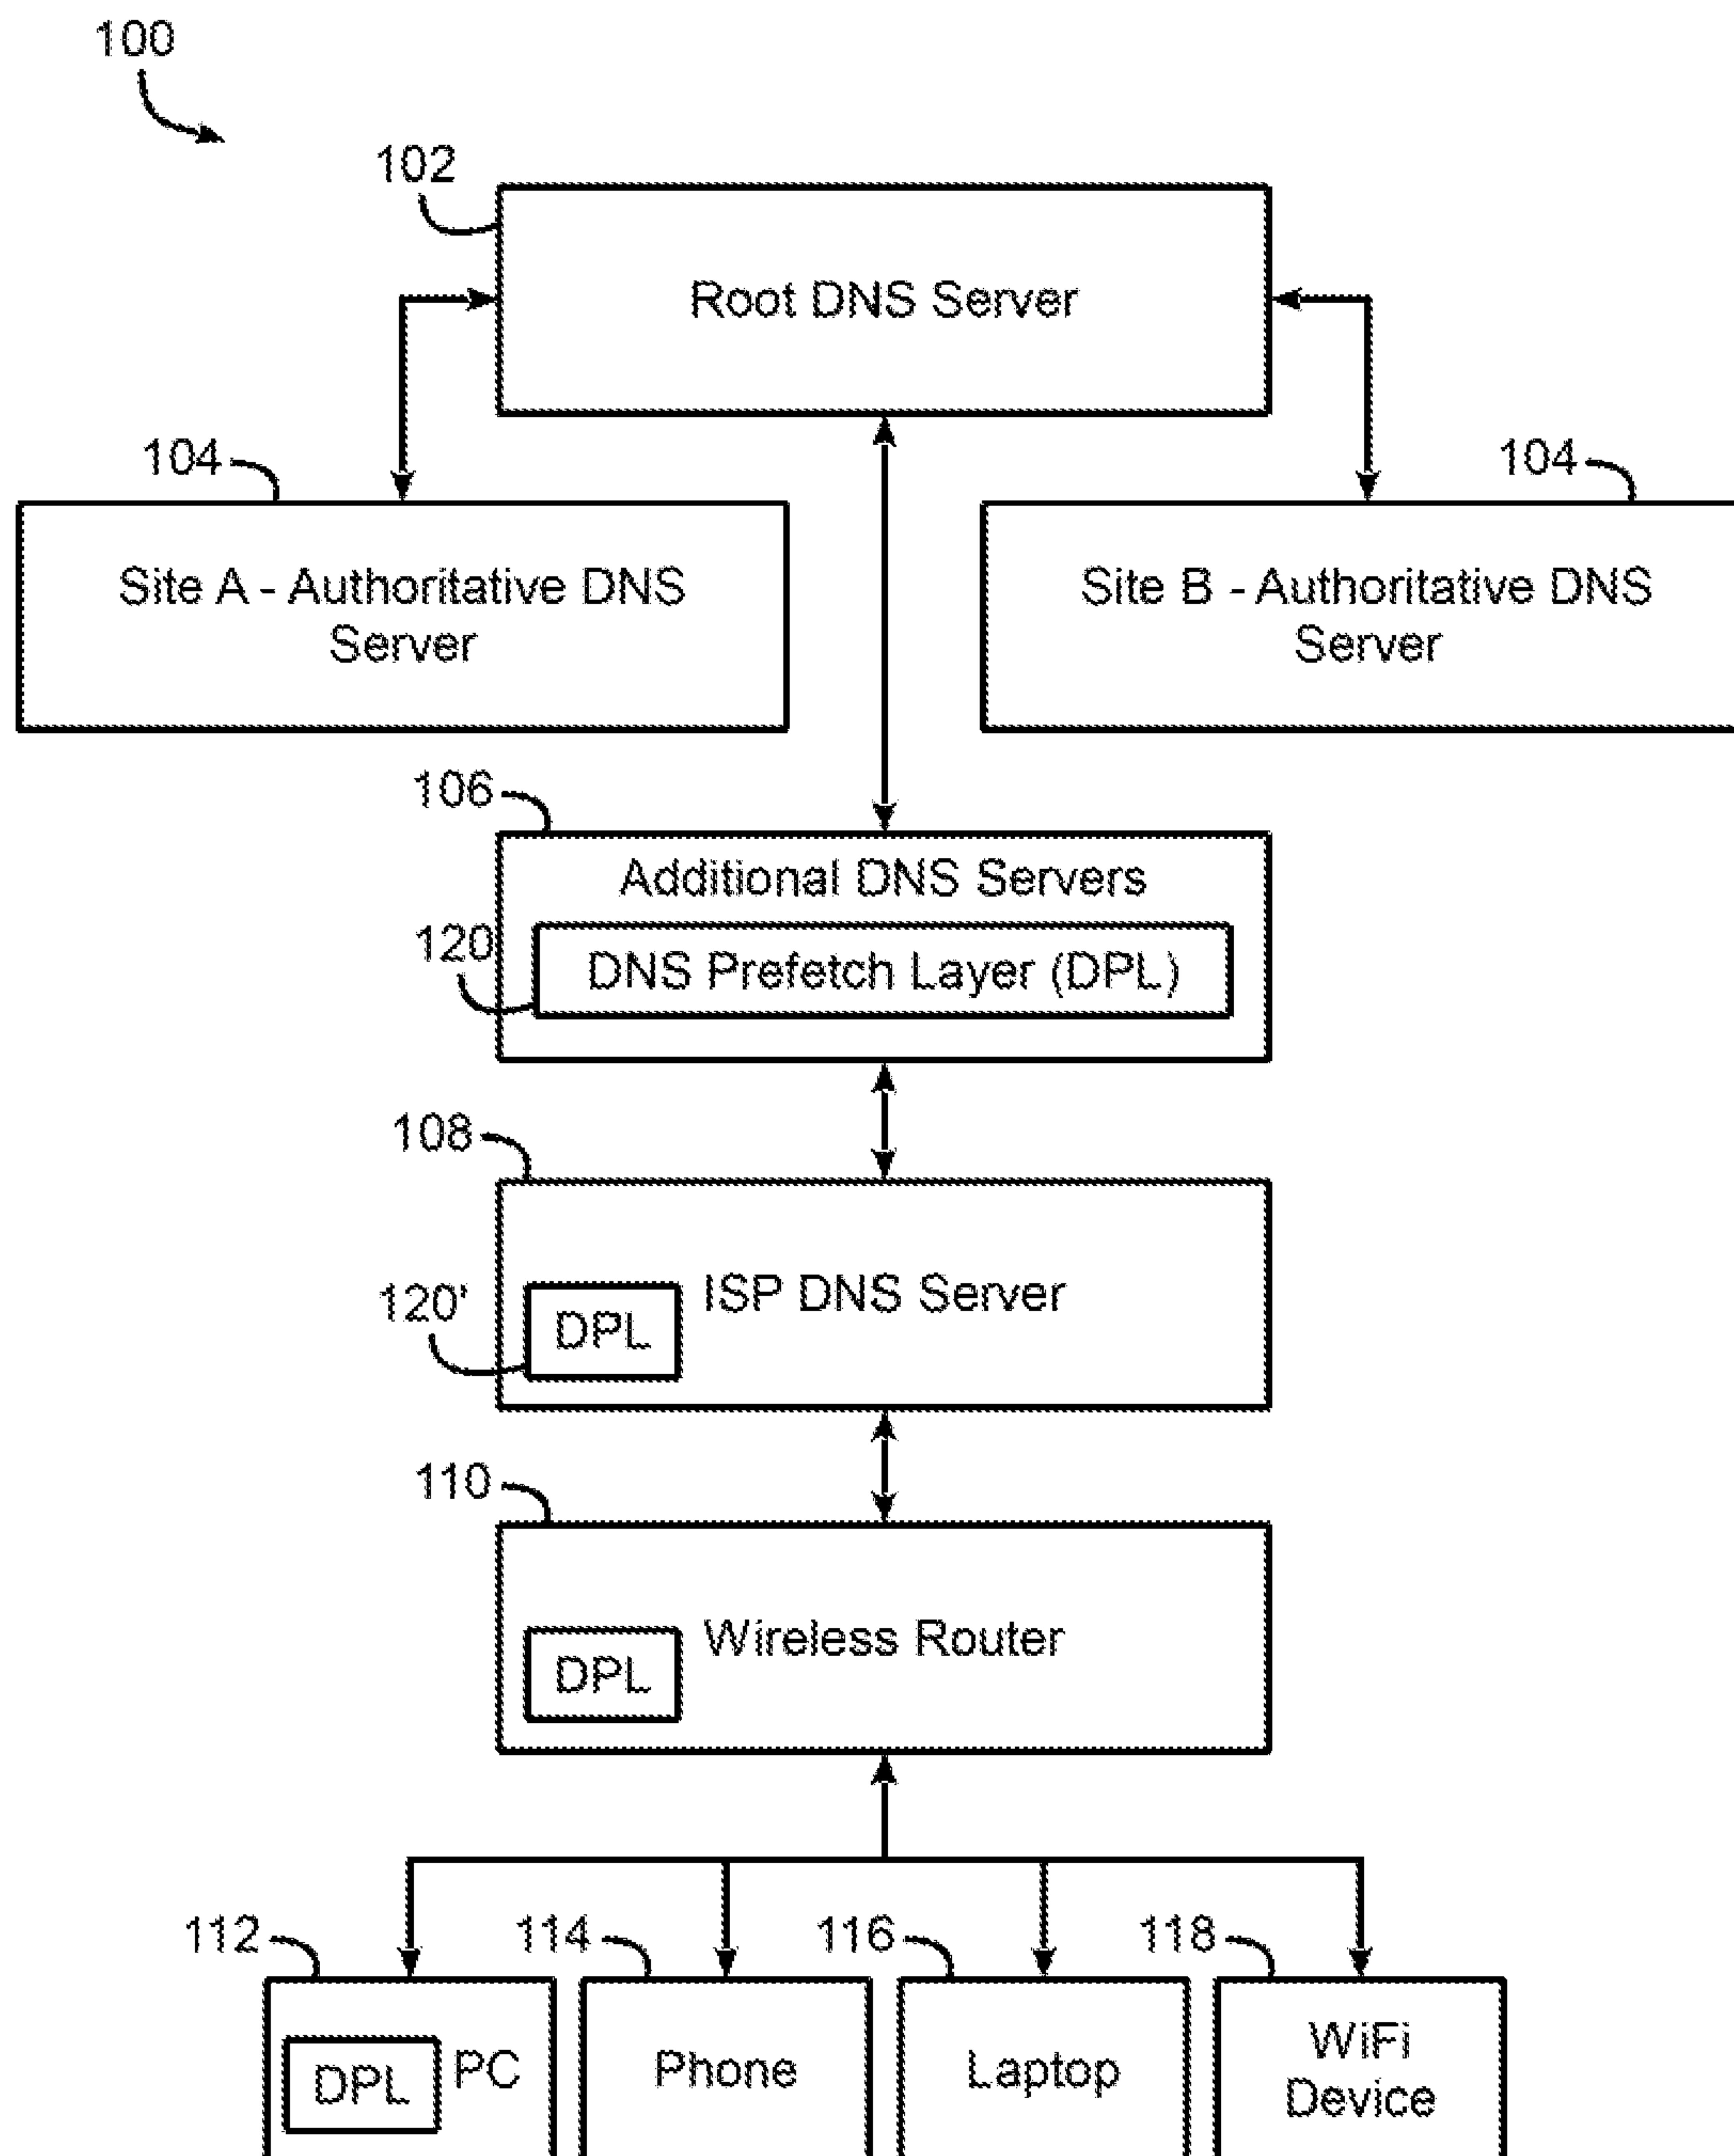 100
102
Root DNS Server
104
104
Site A - Authoritative DNS
Server
Site B - Authoritative DNS
Server
106
Additional DNS Servers
120
DNS Prefetch Layer (DPL)
108
ISP DNS Server
120'
DPL
110
Wireless Router
DPL
112
114
116
118
DPL
PC
Phone
Laptop
WiFi
Device